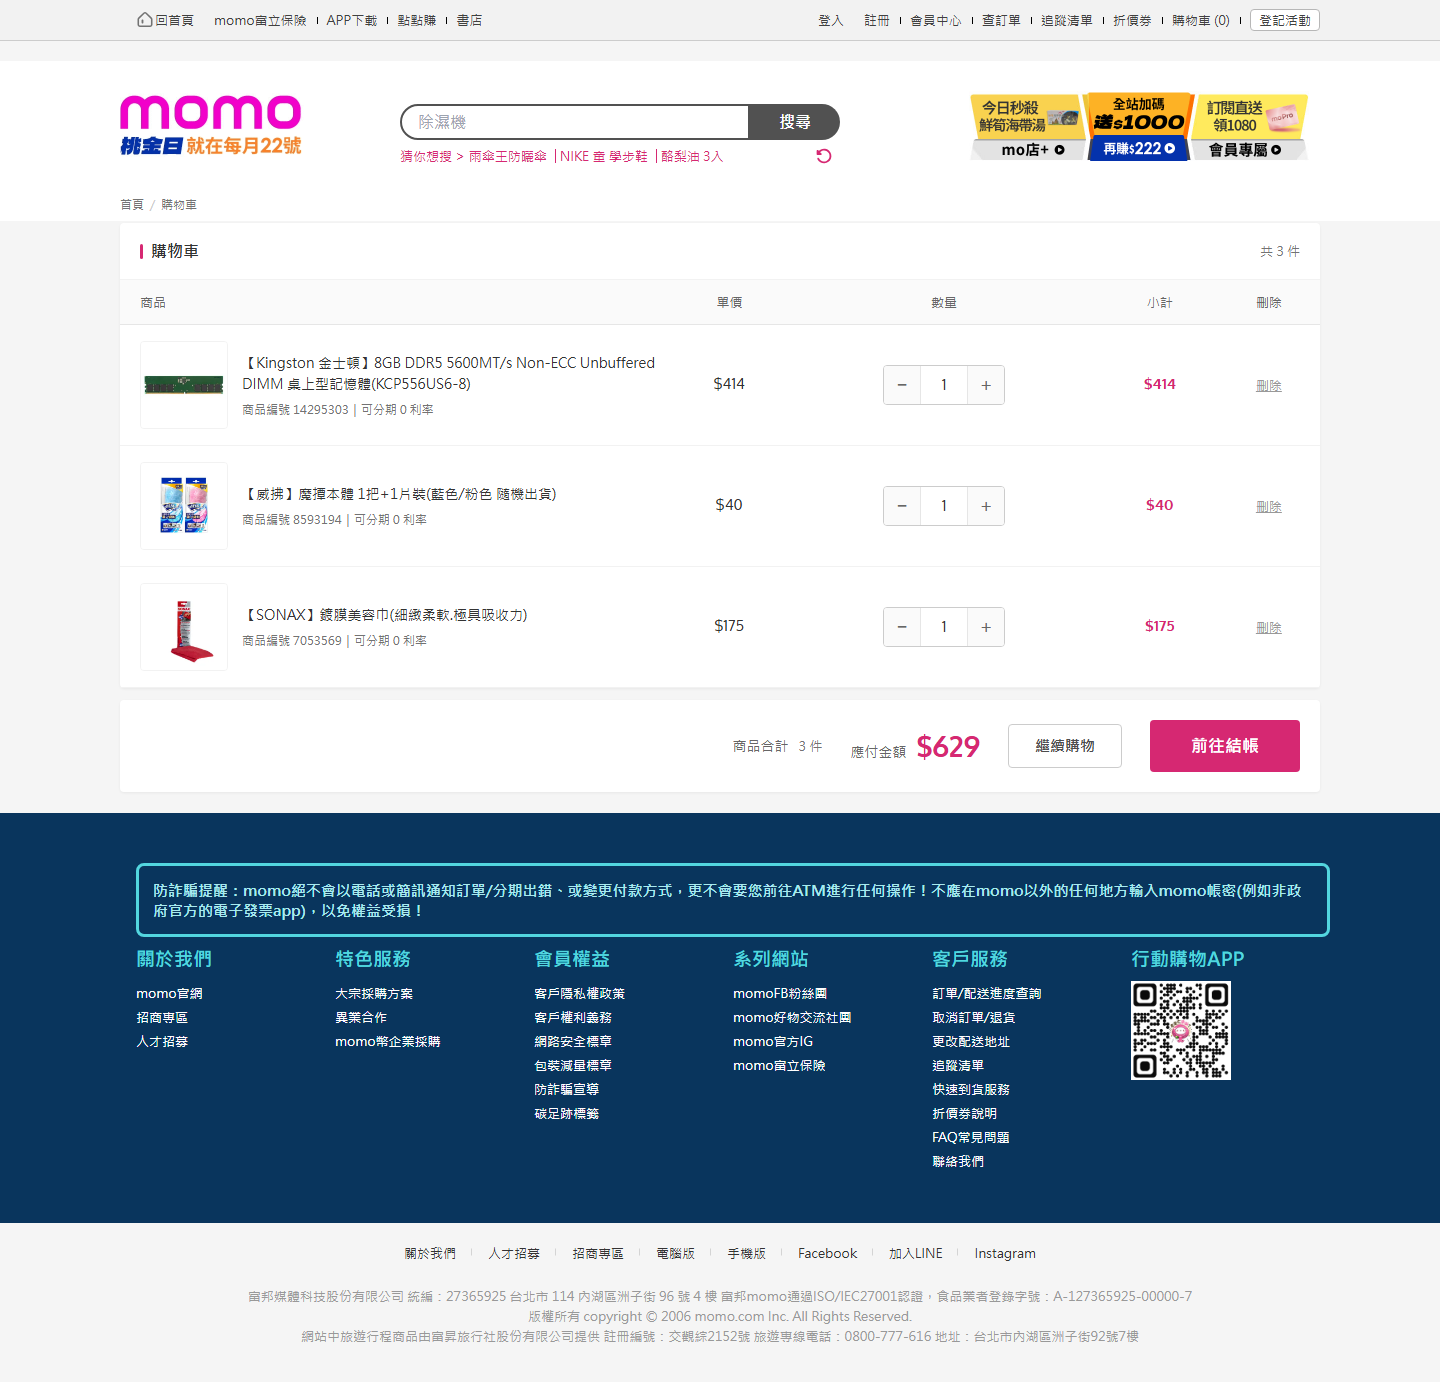 回首頁 momo富立保險 APP下載 點點賺 書店 登入 註冊 會員中心 查訂單 追蹤清單 折價券 購物車 (0) 登記活動
momo
桃金日 就在每月22號
除濕機 搜尋
猜你想搜 > 雨傘王防曬傘 | NIKE 童 學步鞋 | 酪梨油 3入
今日秒殺
鮮筍海帶湯
mo店+
全站加碼
送$1000
再賺$222
訂閱直送
領1080
moPro
會員專屬
首頁 / 購物車
購物車 共 3 件
商品 單價 數量 小計 刪除
【Kingston 金士頓】8GB DDR5 5600MT/s Non-ECC Unbuffered
DIMM 桌上型記憶體(KCP556US6-8)
商品編號 14295303｜可分期 0 利率
$414 − 1 + $414 刪除
【威拂】魔撢本體 1把+1片裝(藍色/粉色 隨機出貨)
商品編號 8593194｜可分期 0 利率
$40 − 1 + $40 刪除
【SONAX】鍍膜美容巾(細緻柔軟.極具吸收力)
商品編號 7053569｜可分期 0 利率
$175 − 1 + $175 刪除
商品合計 3 件 應付金額 $629 繼續購物 前往結帳
防詐騙提醒：momo絕不會以電話或簡訊通知訂單/分期出錯、或變更付款方式，更不會要您前往ATM進行任何操作！不應在momo以外的任何地方輸入momo帳密(例如非政
府官方的電子發票app)，以免權益受損！
關於我們
momo官網
招商專區
人才招募
特色服務
大宗採購方案
異業合作
momo幣企業採購
會員權益
客戶隱私權政策
客戶權利義務
網路安全標章
包裝減量標章
防詐騙宣導
碳足跡標籤
系列網站
momoFB粉絲團
momo好物交流社團
momo官方IG
momo富立保險
客戶服務
訂單/配送進度查詢
取消訂單/退貨
更改配送地址
追蹤清單
快速到貨服務
折價券說明
FAQ常見問題
聯絡我們
行動購物APP
關於我們 人才招募 招商專區 電腦版 手機版 Facebook 加入LINE Instagram
富邦媒體科技股份有限公司 統編：27365925 台北市 114 內湖區洲子街 96 號 4 樓 富邦momo通過ISO/IEC27001認證，食品業者登錄字號：A-127365925-00000-7
版權所有 copyright © 2006 momo.com Inc. All Rights Reserved.
網站中旅遊行程商品由富昇旅行社股份有限公司提供 註冊編號：交觀綜2152號 旅遊專線電話：0800-777-616 地址：台北市內湖區洲子街92號7樓